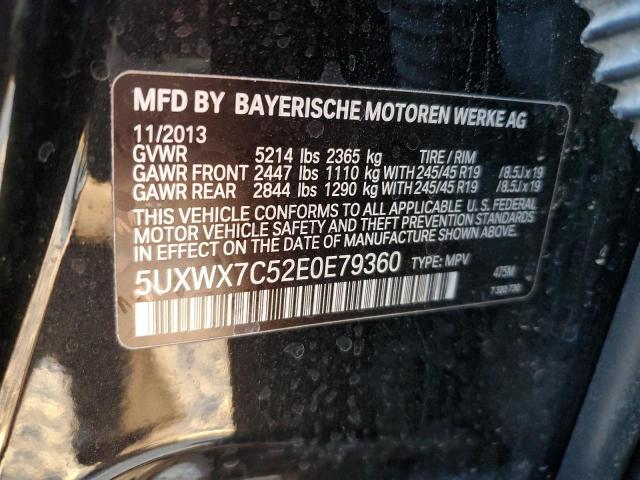 MFD BY BAYERISCHE MOTOREN WERKE AG
11/2013
GVWR 5214 lbs 2365 kg TIRE / RIM
GAWR FRONT 2447 lbs 1110 kg WITH 245/45 R19 /8.5J x 19
GAWR REAR 2844 lbs 1290 kg WITH 245/45 R19 /8.5J x 19
THIS VEHICLE CONFORMS TO ALL APPLICABLE U.S. FEDERAL
MOTOR VEHICLE SAFETY AND THEFT PREVENTION STANDARDS
IN EFFECT ON THE DATE OF MANUFACTURE SHOWN ABOVE.
5UXWX7C52E0E79360 TYPE: MPV 475M
7 320 730